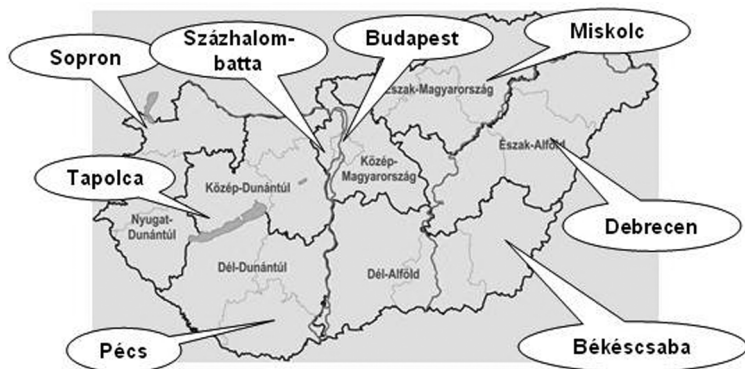 Sopron
Százhalom-
batta
Budapest
Miskolc
Észak-Magyarország
Észak-Alföld
Közép-
Magyarország
Tapolca
Közép-Dunántúl
Nyugat-
Dunántúl
Debrecen
Dél-Dunántúl
Dél-Alföld
Pécs
Békéscsaba